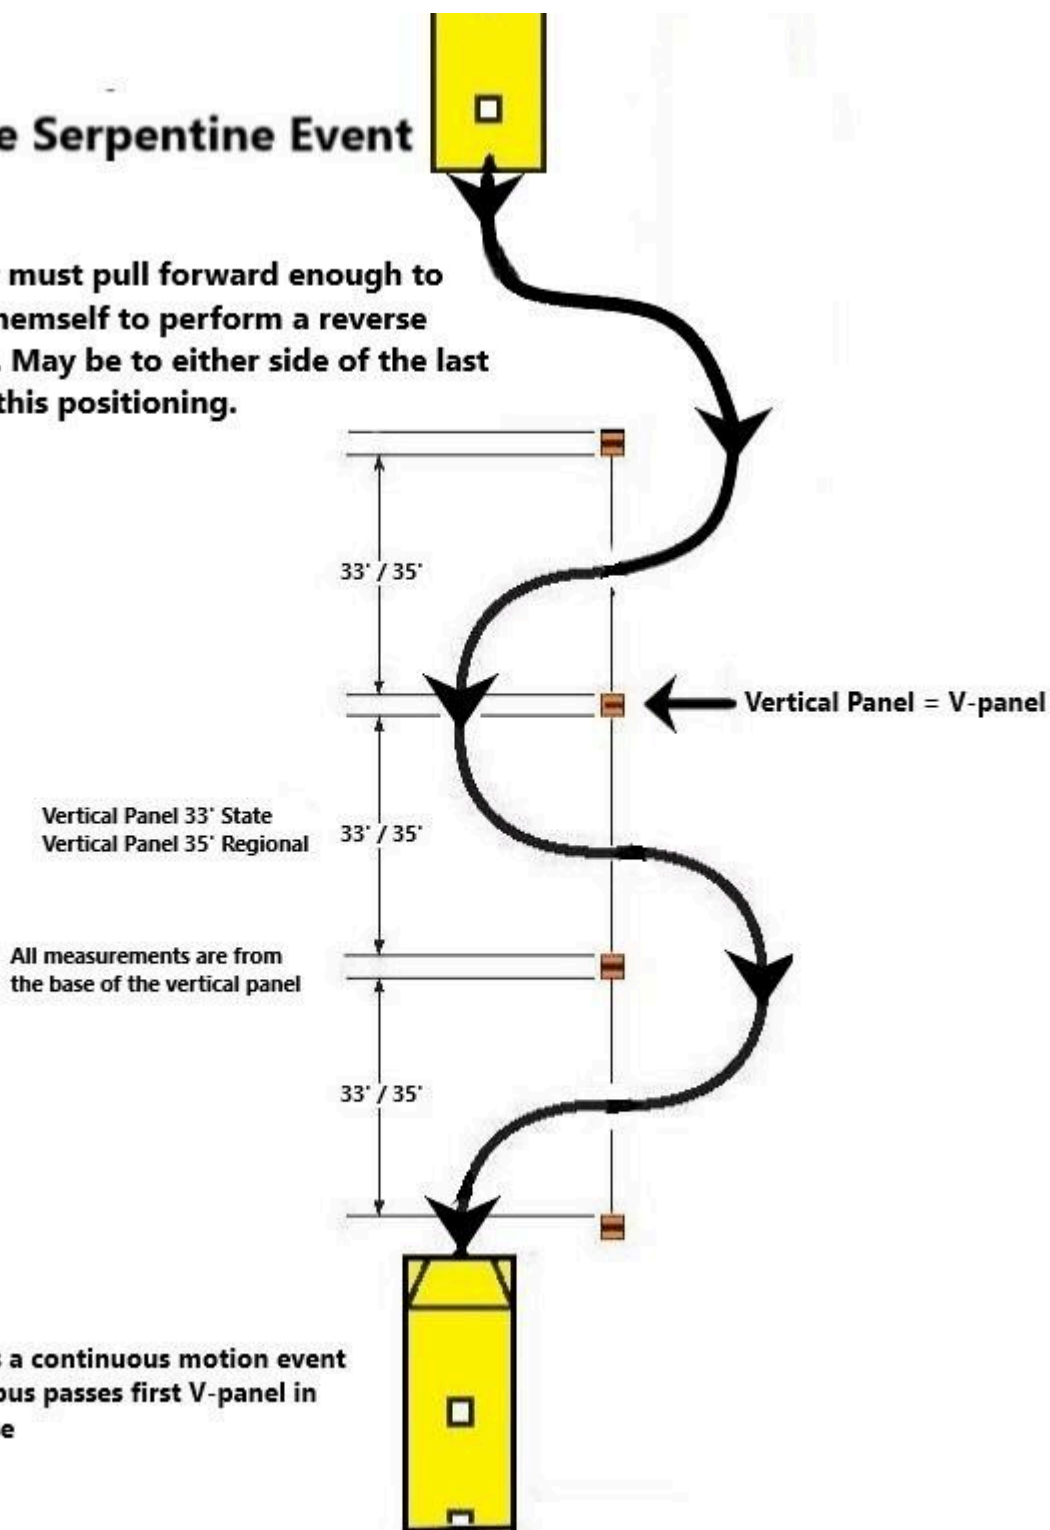 e Serpentine Event
must pull forward enough to
hemself to perform a reverse
. May be to either side of the last
this positioning.
33' / 35'
Vertical Panel = V-panel
Vertical Panel 33' State
Vertical Panel 35' Regional
33' / 35'
All measurements are from
the base of the vertical panel
33' / 35'
s a continuous motion event
bus passes first V-panel in
e